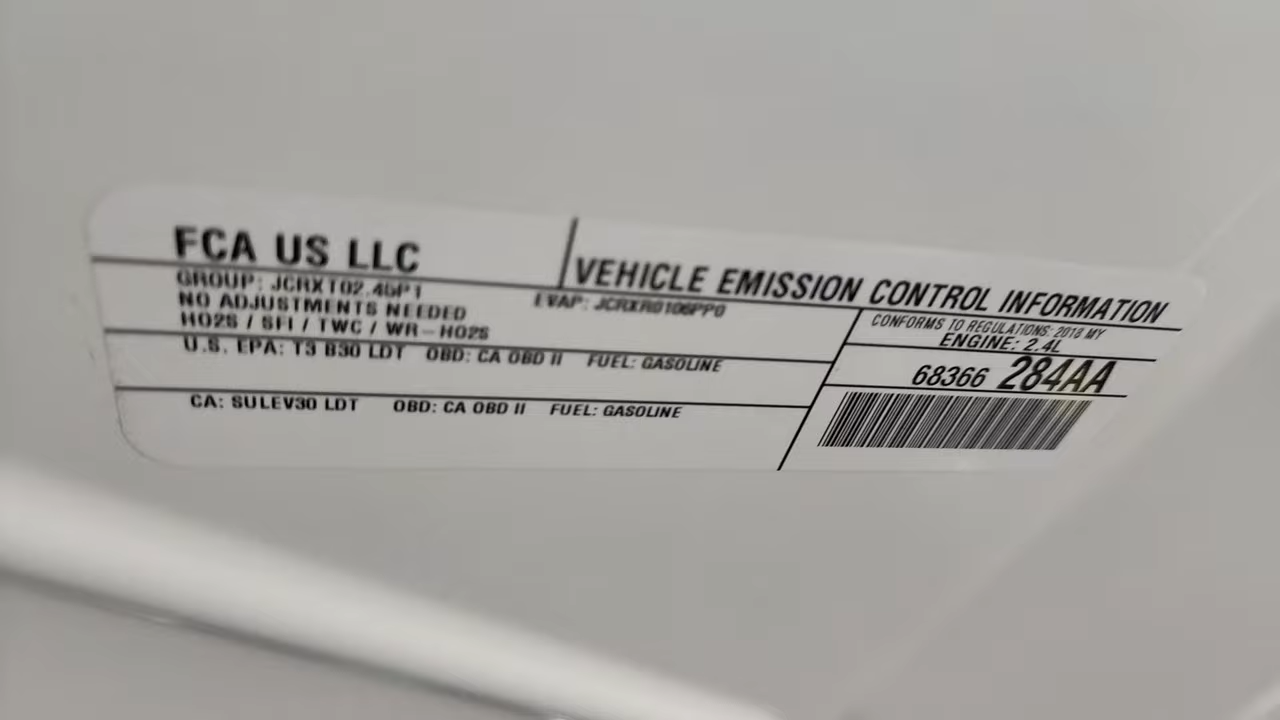 FCA US LLC
VEHICLE EMISSION CONTROL INFORMATION
GROUP: JCRXT02.45P1 EVAP: JCRXR0106PP0
NO ADJUSTMENTS NEEDED
HO2S / SFI / TWC / WR-HO2S
U.S. EPA: T3 B30 LDT OBD: CA OBD II FUEL: GASOLINE
CA: SULEV30 LDT OBD: CA OBD II FUEL: GASOLINE
CONFORMS TO REGULATIONS: 2018 MY
ENGINE: 2.4L
68366 284AA